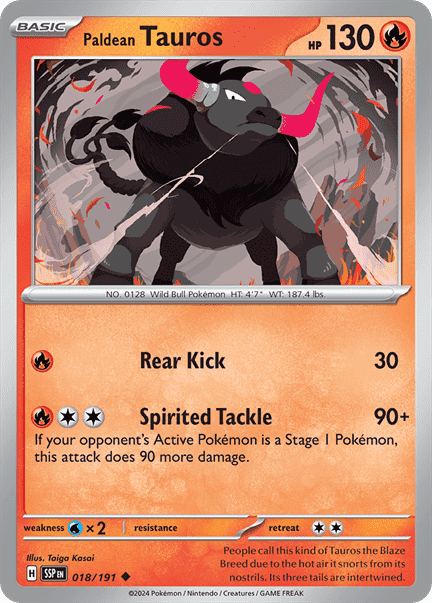 BASIC
Paldean Tauros HP 130
NO. 0128 Wild Bull Pokémon HT: 4'7" WT: 187.4 lbs.
Rear Kick 30
Spirited Tackle 90+
If your opponent's Active Pokémon is a Stage 1 Pokémon,
this attack does 90 more damage.
weakness ×2 resistance retreat
Illus. Taiga Kasai
H SSP EN 018/191
People call this kind of Tauros the Blaze
Breed due to the hot air it snorts from its
nostrils. Its three tails are intertwined.
©2024 Pokémon / Nintendo / Creatures / GAME FREAK